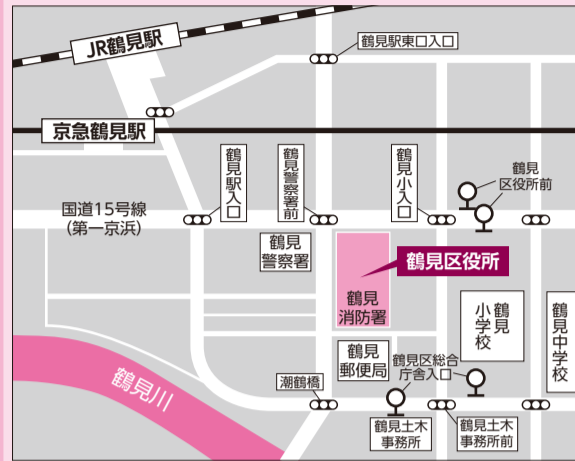 JR鶴見駅
鶴見駅東口入口
京急鶴見駅
鶴見駅入口
鶴見警察署前
鶴見小入口
鶴見
区役所前
国道15号線
(第一京浜)
鶴見
警察署
鶴見区役所
鶴見
消防署
鶴見
小学校
鶴見中学校
鶴見
郵便局
鶴見区総合
庁舎入口
鶴見川
潮鶴橋
鶴見土木
事務所
鶴見土木
事務所前